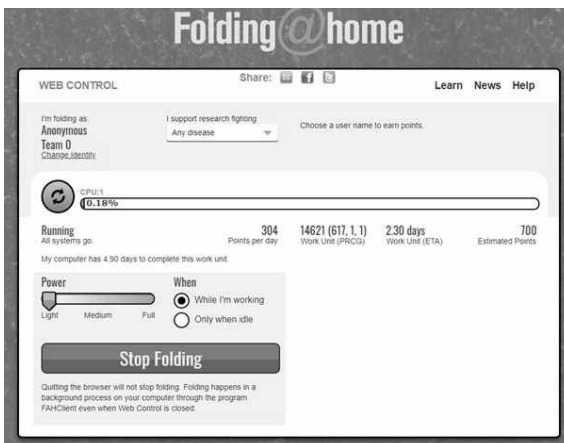 Folding@home
WEB CONTROL
Share:
Learn News Help
I'm folding as:
Anonymous
Team 0
Change Identity
I support research fighting
Any disease
Choose a user name to earn points.
CPU:1
0.18%
Running
All systems go.
304
Points per day
14621 (617, 1, 1)
Work Unit (PRCG)
2.30 days
Work Unit (ETA)
700
Estimated Points
My computer has 4.90 days to complete this work unit.
Power
Light Medium Full
When
While I'm working
Only when idle
Stop Folding
Quitting the browser will not stop folding. Folding happens in a
background process on your computer through the program
FAHClient even when Web Control is closed.